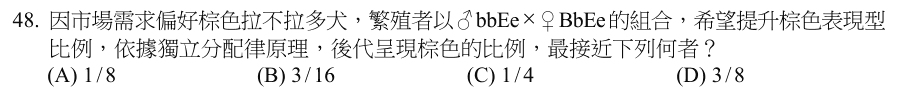 48. 因市場需求偏好棕色拉不拉多犬，繁殖者以♂bbEe×♀BbEe的組合，希望提升棕色表現型
比例，依據獨立分配律原理，後代呈現棕色的比例，最接近下列何者？
(A) 1/8 (B) 3/16 (C) 1/4 (D) 3/8